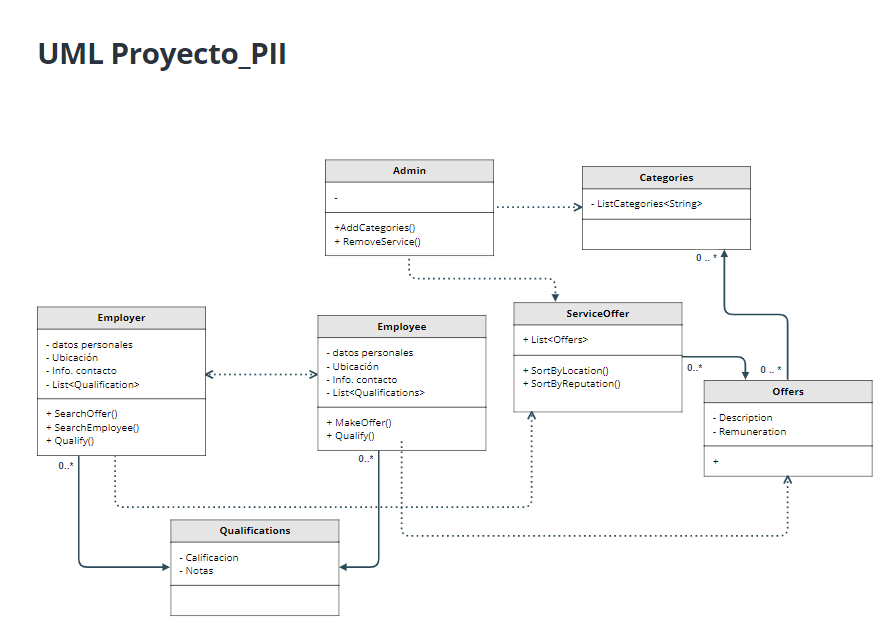 UML Proyecto_PII
Admin
-
+AddCategories()
+ RemoveService()
Categories
- ListCategories<String>
0 .. *
Employer
- datos personales
- Ubicación
- Info. contacto
- List<Qualification>
+ SearchOffer()
+ SearchEmployee()
+ Qualify()
0..*
Employee
- datos personales
- Ubicación
- Info. contacto
- List<Qualifications>
+ MakeOffer()
+ Qualify()
0..*
ServiceOffer
+ List<Offers>
+ SortByLocation()
+ SortByReputation()
0..*
0 .. *
Offers
- Description
- Remuneration
+
Qualifications
- Calificacion
- Notas